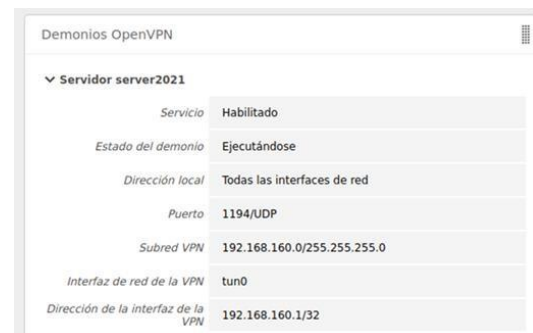 Demonios OpenVPN
Servidor server2021
Servicio Habilitado
Estado del demonio Ejecutándose
Dirección local Todas las interfaces de red
Puerto 1194/UDP
Subred VPN 192.168.160.0/255.255.255.0
Interfaz de red de la VPN tun0
Dirección de la interfaz de la
VPN 192.168.160.1/32